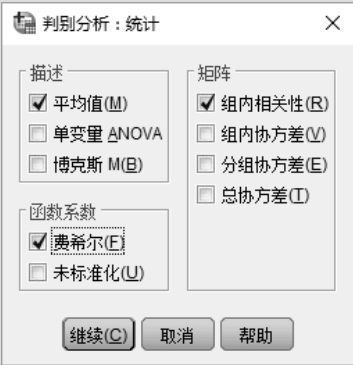 判别分析：统计
描述
平均值(M)
单变量 ANOVA
博克斯 M(B)
函数系数
费希尔(F)
未标准化(U)
矩阵
组内相关性(R)
组内协方差(V)
分组协方差(E)
总协方差(T)
继续(C)
取消
帮助